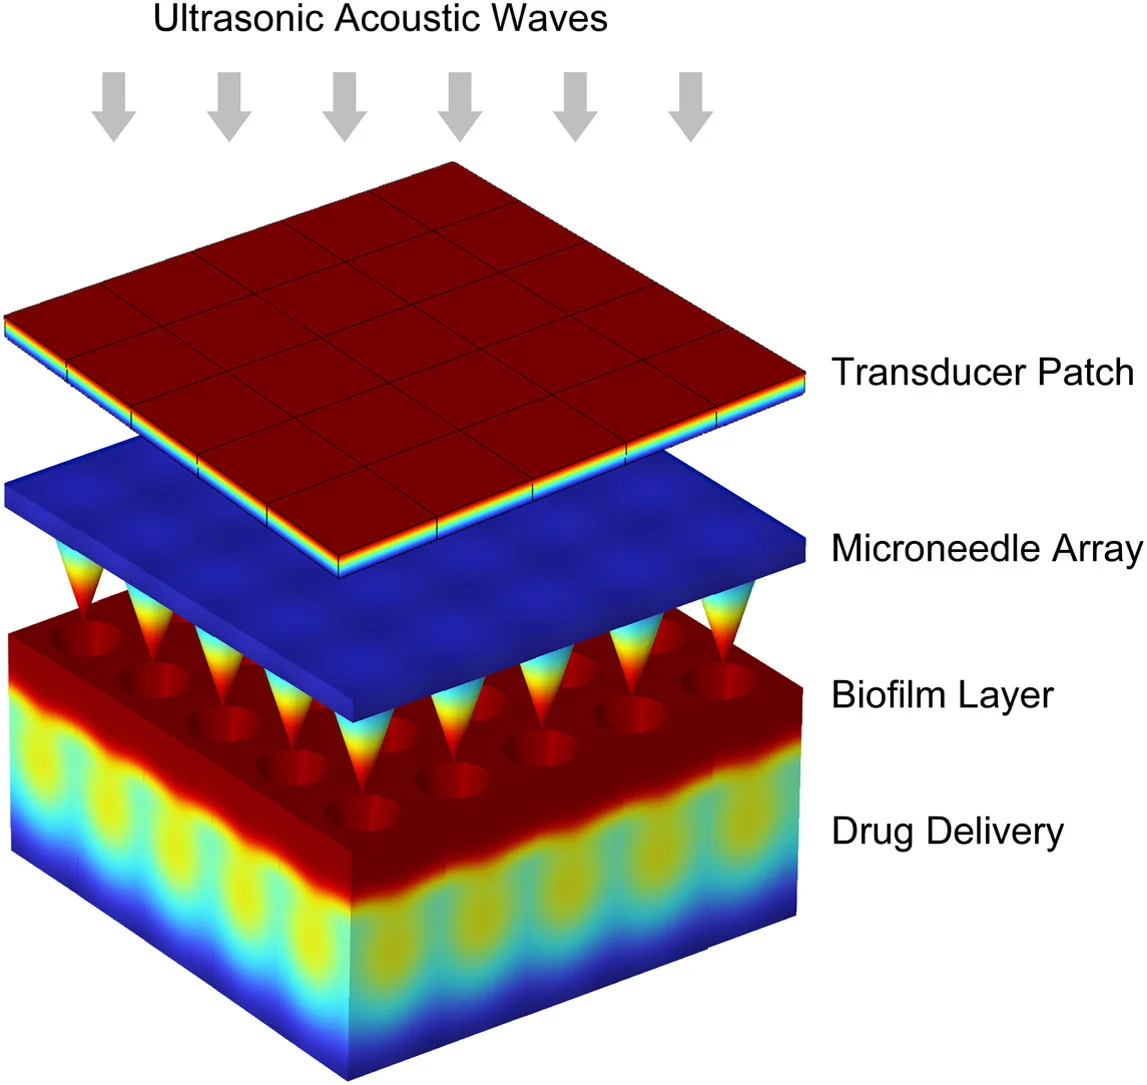 Ultrasonic Acoustic Waves
Transducer Patch
Microneedle Array
Biofilm Layer
Drug Delivery